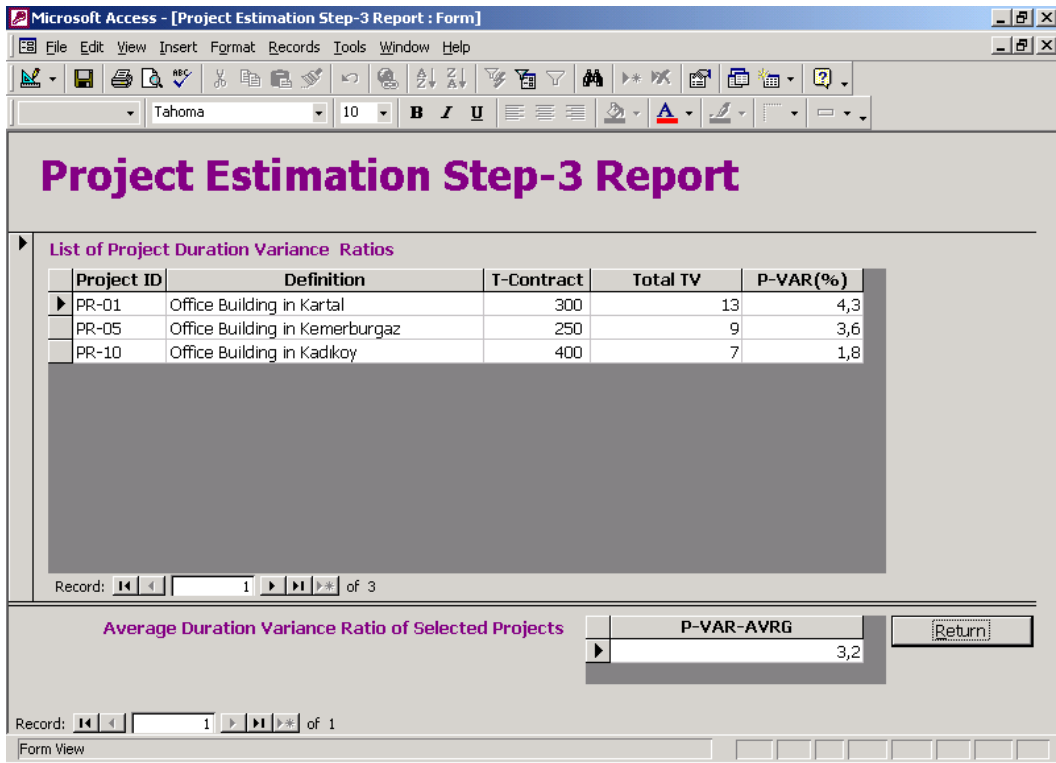 Microsoft Access - [Project Estimation Step-3 Report : Form]
File Edit View Insert Format Records Tools Window Help
Tahoma 10 B I U
Project Estimation Step-3 Report
List of Project Duration Variance Ratios
Project ID Definition T-Contract Total TV P-VAR(%)
PR-01 Office Building in Kartal 300 13 4,3
PR-05 Office Building in Kemerburgaz 250 9 3,6
PR-10 Office Building in Kadıkoy 400 7 1,8
Record: 1 of 3
Average Duration Variance Ratio of Selected Projects P-VAR-AVRG Return
3,2
Record: 1 of 1
Form View